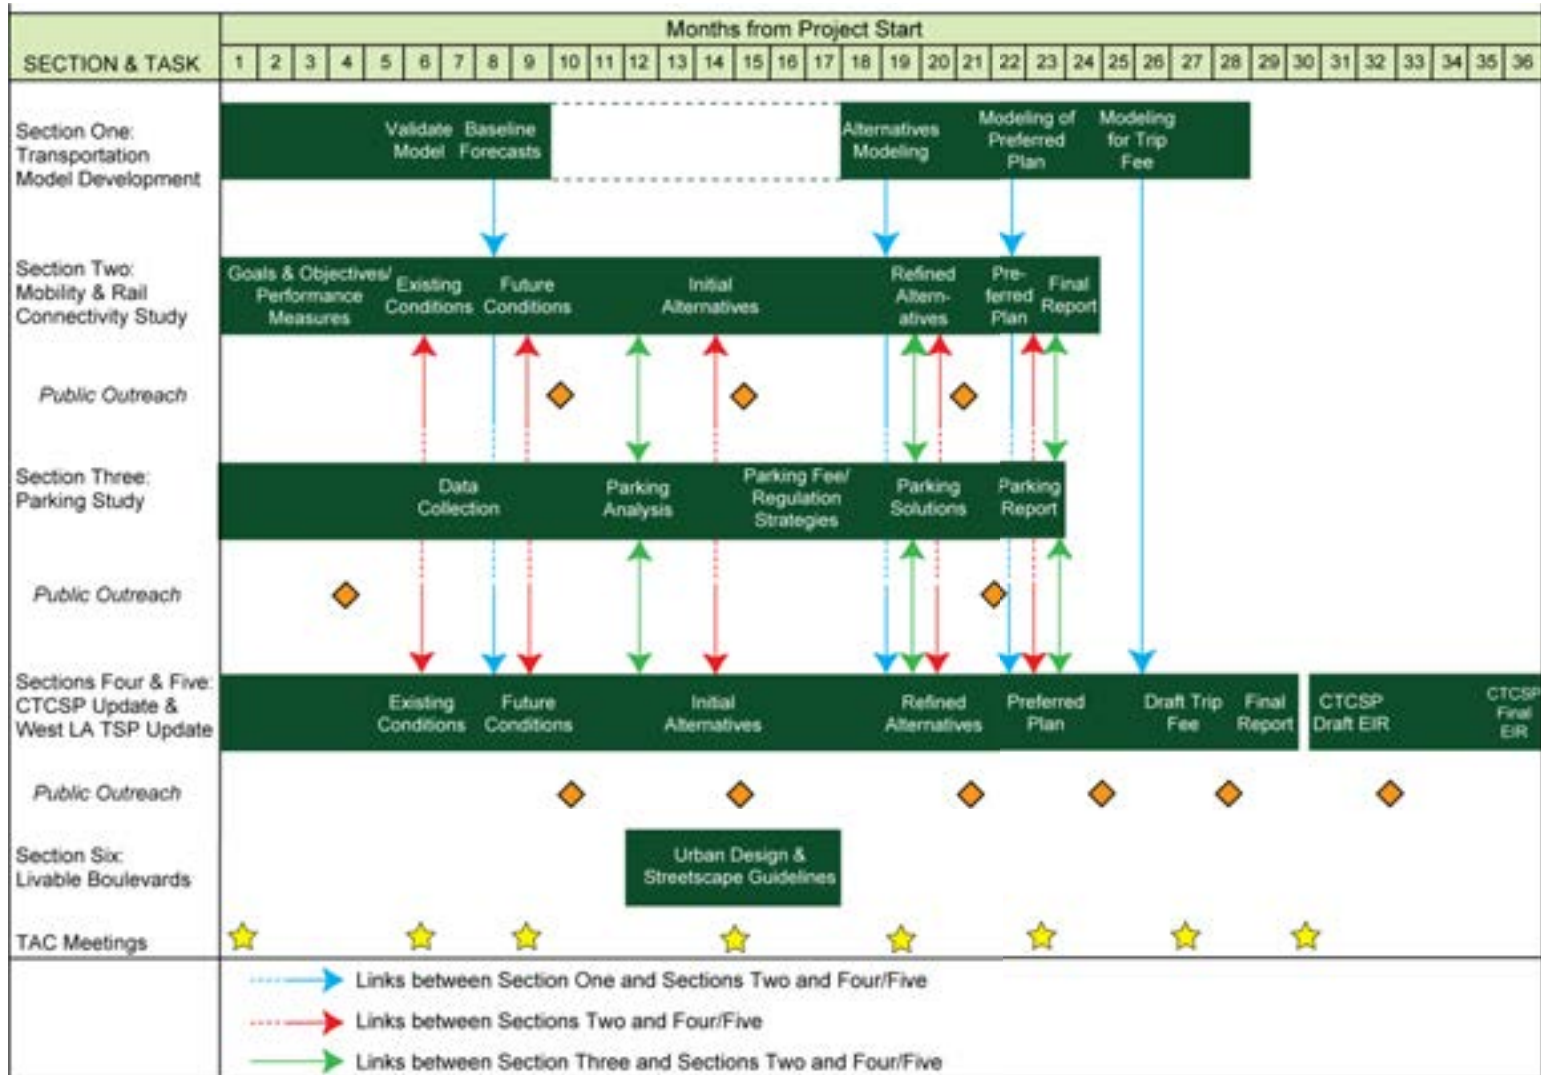 Months from Project Start
SECTION & TASK 1 2 3 4 5 6 7 8 9 10 11 12 13 14 15 16 17 18 19 20 21 22 23 24 25 26 27 28 29 30 31 32 33 34 35 36
Section One:
Transportation
Model Development
Validate
Model
Baseline
Forecasts
Alternatives
Modeling
Modeling of
Preferred
Plan
Modeling
for Trip
Fee
Section Two:
Mobility & Rail
Connectivity Study
Goals & Objectives/
Performance
Measures
Existing
Conditions
Future
Conditions
Initial
Alternatives
Refined
Altern-
atives
Pre-
ferred
Plan
Final
Report
Public Outreach
Section Three:
Parking Study
Data
Collection
Parking
Analysis
Parking Fee/
Regulation
Strategies
Parking
Solutions
Parking
Report
Public Outreach
Sections Four & Five:
CTCSP Update &
West LA TSP Update
Existing
Conditions
Future
Conditions
Initial
Alternatives
Refined
Alternatives
Preferred
Plan
Draft Trip
Fee
Final
Report
CTCSP
Draft EIR
CTCSP
Final
EIR
Public Outreach
Section Six:
Livable Boulevards
Urban Design &
Streetscape Guidelines
TAC Meetings
Links between Section One and Sections Two and Four/Five
Links between Sections Two and Four/Five
Links between Section Three and Sections Two and Four/Five